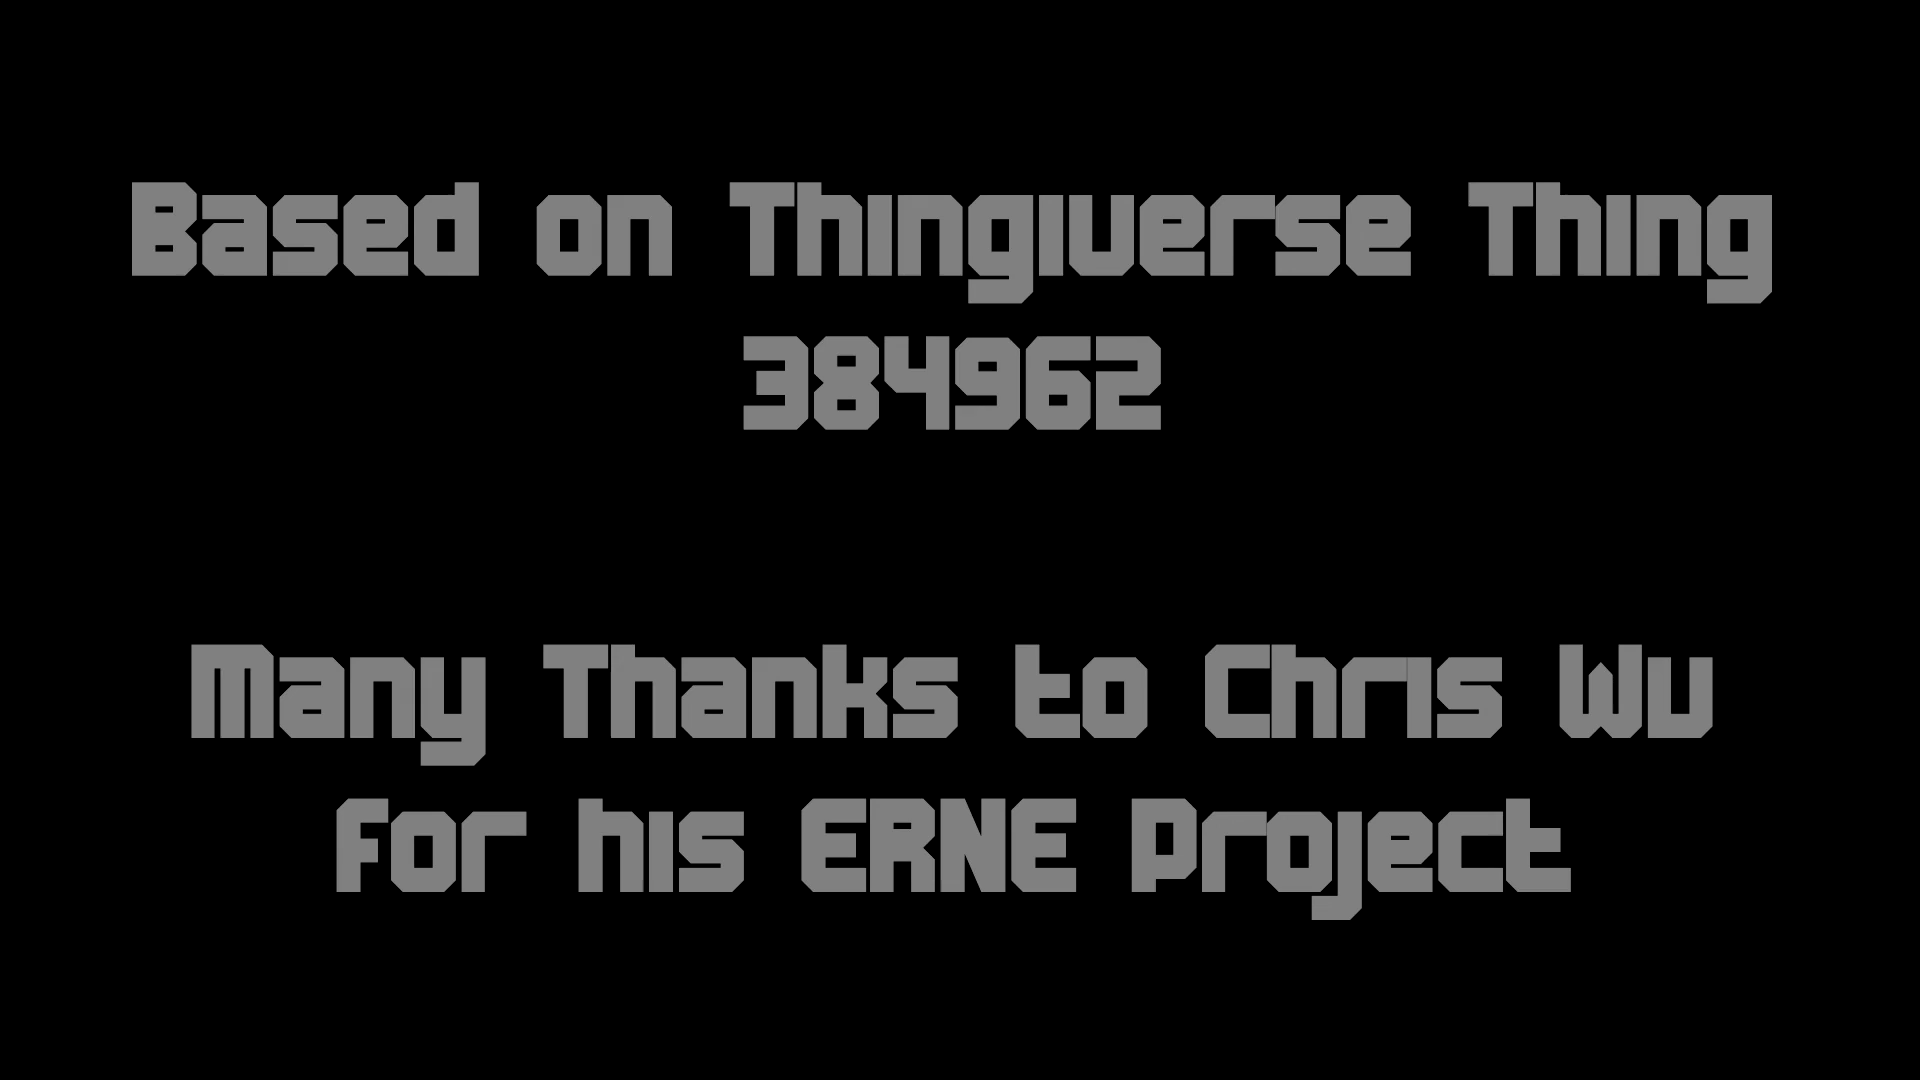 Based on Thingiverse Thing
384962
Many Thanks to Chris Wu
for his ERNE Project